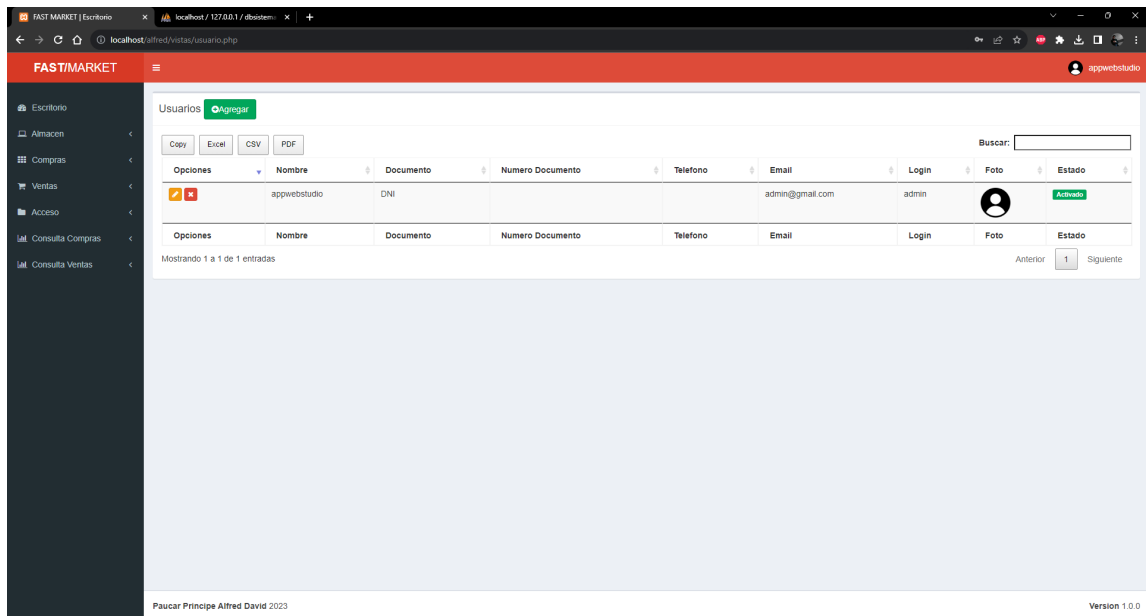 FAST MARKET | Escritorio
localhost / 127.0.0.1 / dbsistema
localhost/alfred/vistas/usuario.php
ABP
FAST/MARKET
appwebstudio
Escritorio
Almacen
Compras
Ventas
Acceso
Consulta Compras
Consulta Ventas
Usuarios Agregar
Copy Excel CSV PDF
Buscar:
Opciones Nombre Documento Numero Documento Telefono Email Login Foto Estado
appwebstudio DNI admin@gmail.com admin Activado
Opciones Nombre Documento Numero Documento Telefono Email Login Foto Estado
Mostrando 1 a 1 de 1 entradas
Anterior 1 Siguiente
Paucar Principe Alfred David 2023
Version 1.0.0